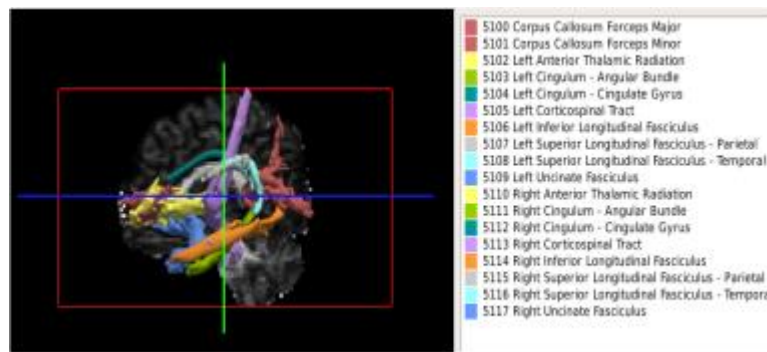 5100 Corpus Callosum Forceps Major
5101 Corpus Callosum Forceps Minor
5102 Left Anterior Thalamic Radiation
5103 Left Cingulum - Angular Bundle
5104 Left Cingulum - Cingulate Gyrus
5105 Left Corticospinal Tract
5106 Left Inferior Longitudinal Fasciculus
5107 Left Superior Longitudinal Fasciculus - Parietal
5108 Left Superior Longitudinal Fasciculus - Temporal
5109 Left Uncinate Fasciculus
5110 Right Anterior Thalamic Radiation
5111 Right Cingulum - Angular Bundle
5112 Right Cingulum - Cingulate Gyrus
5113 Right Corticospinal Tract
5114 Right Inferior Longitudinal Fasciculus
5115 Right Superior Longitudinal Fasciculus - Parietal
5116 Right Superior Longitudinal Fasciculus - Tempora
5117 Right Uncinate Fasciculus